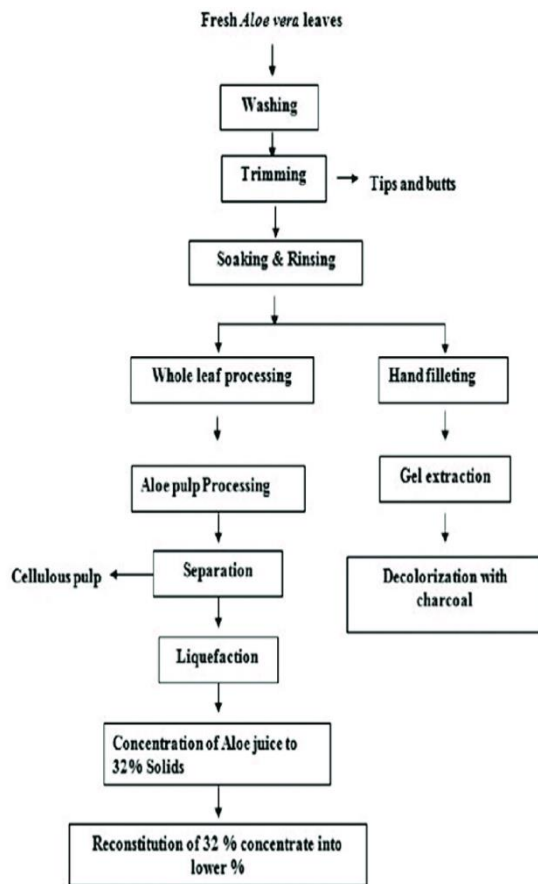 Fresh Aloe vera leaves
Washing
Trimming
Tips and butts
Soaking & Rinsing
Whole leaf processing
Hand filleting
Aloe pulp Processing
Gel extraction
Cellulous pulp
Separation
Decolorization with
charcoal
Liquefaction
Concentration of Aloe juice to
32% Solids
Reconstitution of 32 % concentrate into
lower %